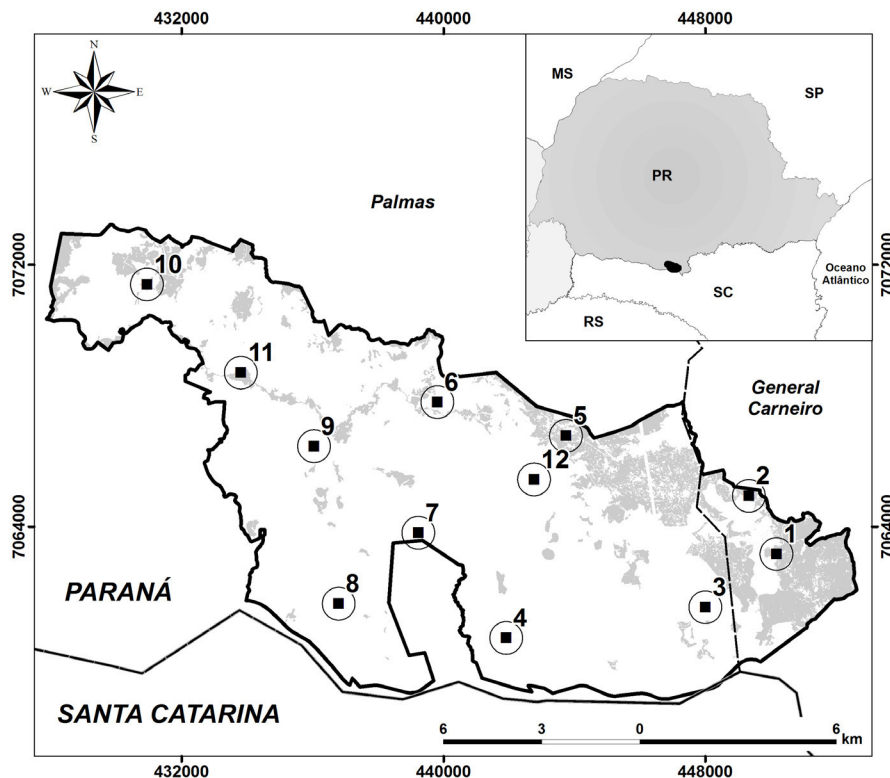 432000
440000
448000
N
W
E
S
MS
SP
PR
Palmas
7072000
7072000
Oceano
Atlântico
SC
RS
10
11
6
General
Carneiro
5
9
12
2
7064000
7064000
7
1
PARANÁ
8
3
4
SANTA CATARINA
6
3
0
6
km
432000
440000
448000